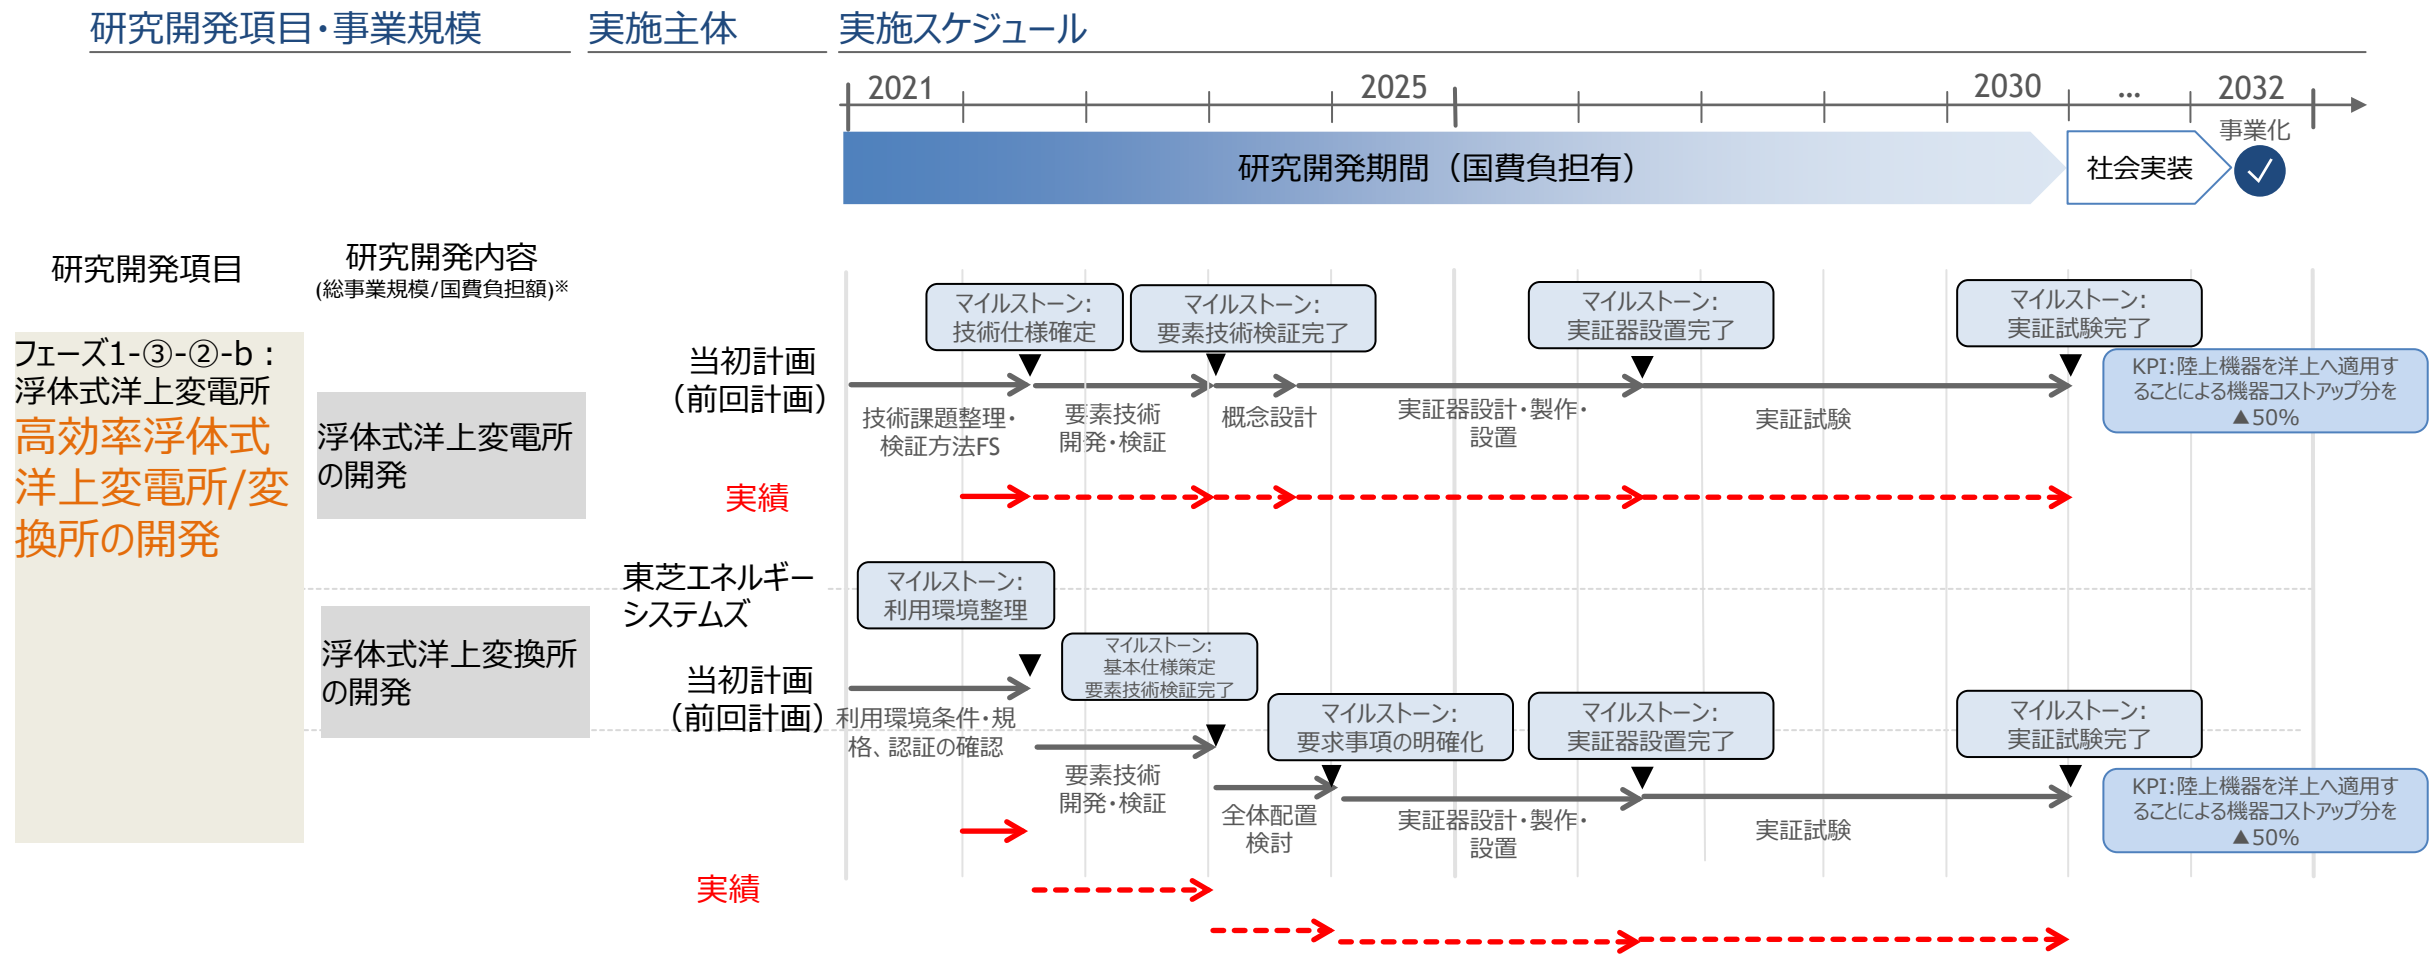 研究開発項目・事業規模
実施主体
実施スケジュール
2021
2025
2030
...
2032
事業化
研究開発期間（国費負担有）
社会実装
研究開発項目
研究開発内容
(総事業規模/国費負担額)※
フェーズ1-③-②-b：
浮体式洋上変電所
高効率浮体式
洋上変電所/変
換所の開発
浮体式洋上変電所
の開発
当初計画
（前回計画）
マイルストーン:
技術仕様確定
マイルストーン:
要素技術検証完了
マイルストーン:
実証器設置完了
マイルストーン:
実証試験完了
KPI:陸上機器を洋上へ適用す
ることによる機器コストアップ分を
▲50%
技術課題整理・
検証方法FS
要素技術
開発・検証
概念設計
実証器設計・製作・
設置
実証試験
実績
東芝エネルギー
システムズ
マイルストーン:
利用環境整理
浮体式洋上変換所
の開発
当初計画
（前回計画）
マイルストーン:
基本仕様策定
要素技術検証完了
マイルストーン:
要求事項の明確化
マイルストーン:
実証器設置完了
マイルストーン:
実証試験完了
利用環境条件・規
格、認証の確認
要素技術
開発・検証
全体配置
検討
実証器設計・製作・
設置
実証試験
KPI:陸上機器を洋上へ適用す
ることによる機器コストアップ分を
▲50%
実績